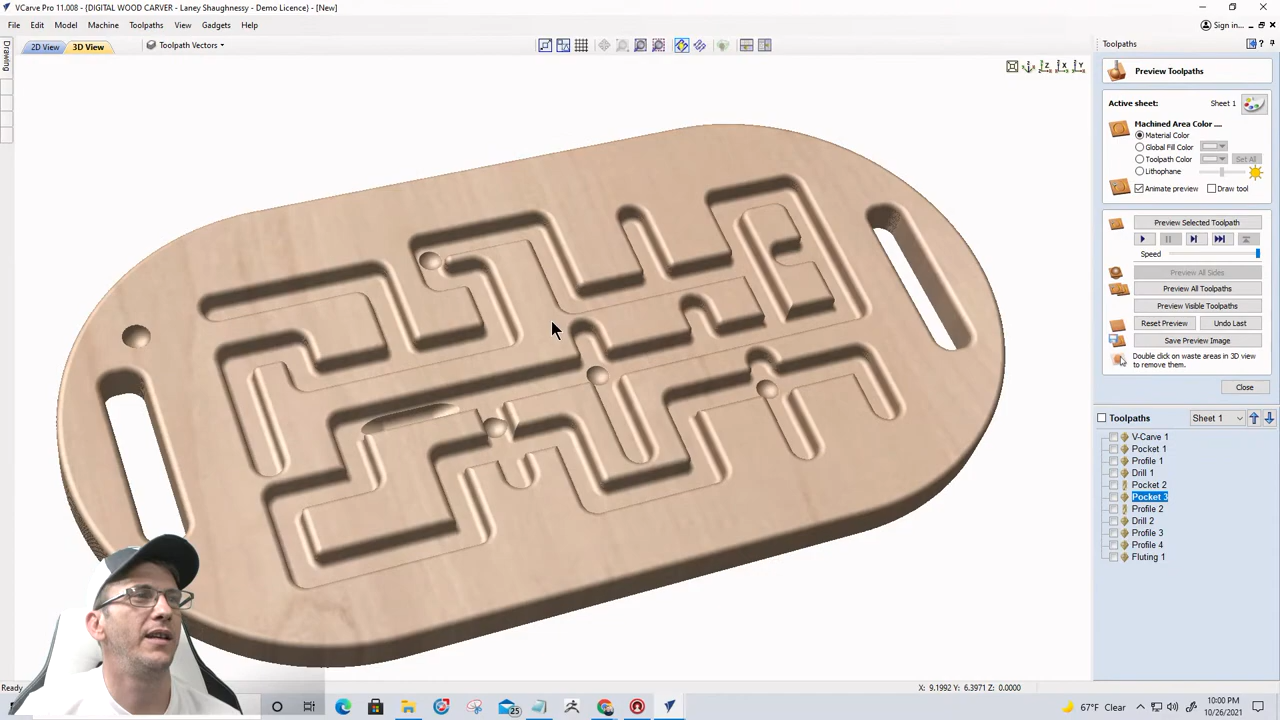 VCarve Pro 11.008 - (DIGITAL WOOD CARVER - Laney Shaughnessy - Demo Licence) - [New]
File Edit Model Machine Toolpaths View Gadgets Help
Sign in...
2D View 3D View Toolpath Vectors
Drawing
Toolpaths
Preview Toolpaths
Active sheet: Sheet 1
Machined Area Color ....
Material Color
Global Fill Color
Toolpath Color Set All
Lithophane
Animate preview Draw tool
Preview Selected Toolpath
Speed
Preview All Sides
Preview All Toolpaths
Preview Visible Toolpaths
Reset Preview Undo Last
Save Preview Image
Double click on waste areas in 3D view
to remove them.
Close
Toolpaths Sheet 1
V-Carve 1
Pocket 1
Profile 1
Drill 1
Pocket 2
Pocket 3
Profile 2
Drill 2
Profile 3
Profile 4
Fluting 1
Ready
X: 9.1992 Y: 6.3971 Z: 0.0000
25
67°F Clear
10:00 PM
10/26/2021